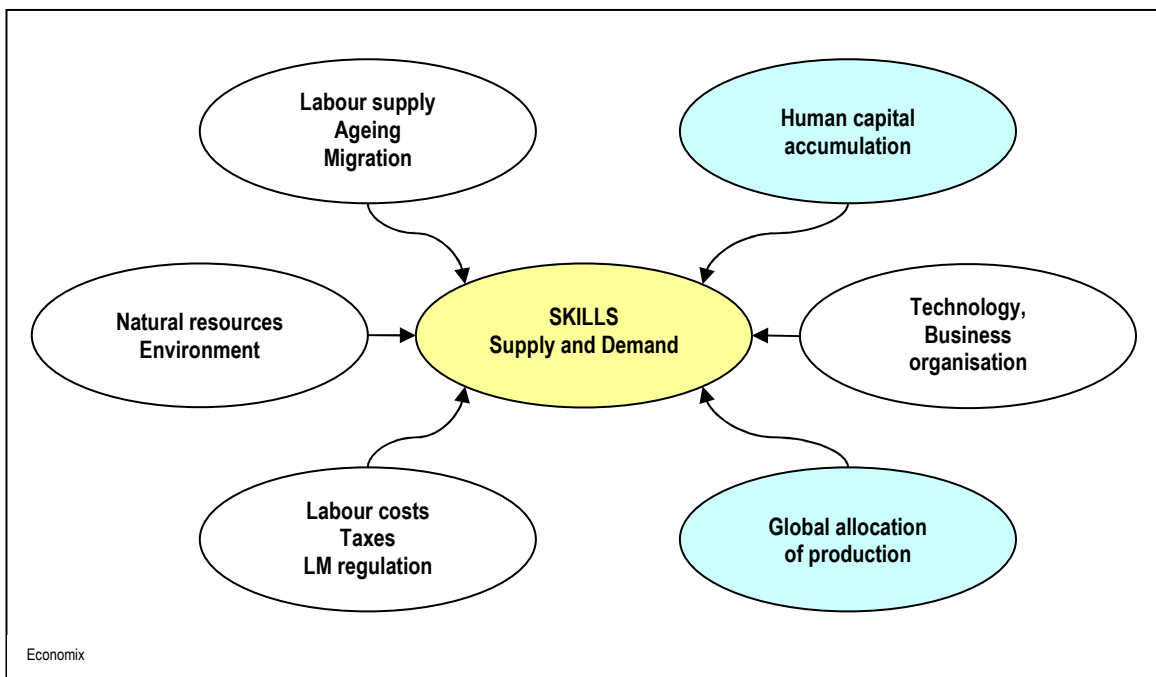 Labour supply
Ageing
Migration
Human capital
accumulation
Natural resources
Environment
SKILLS
Supply and Demand
Technology,
Business
organisation
Labour costs
Taxes
LM regulation
Global allocation
of production
Economix